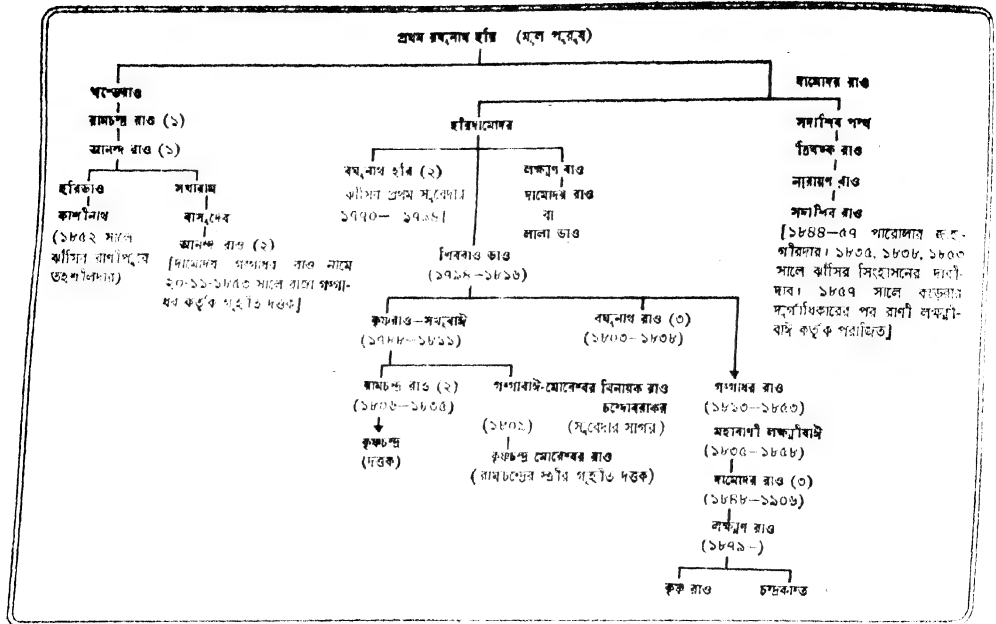 প্রথম রঘুনাথ হরি (মূল পুরুষ)
খণ্ডেরাও
রামচন্দ্র রাও (১)
আনন্দ রাও (১)
হরিভাও
কাশীনাথ
(১৮৫২ সালে
ঝাঁসির রাণীপুরের
তহশীলদার)
সখারাম
বাসুদেব
আনন্দ রাও (২)
[দামোদর গঙ্গাধর রাও নামে
২০-১১-১৮৫৩ সালে রাজা গঙ্গা-
ধর কর্তৃক গৃহীত দত্তক]
দামোদর রাও
হরিদামোদর
রঘুনাথ হরি (২)
ঝাঁসির প্রথম সুবেদার
১৭৭০– ১৭৯৪]
লক্ষ্মণ রাও
দামোদর রাও
বা
লালা ভাও
শিবরাও ভাও
(১৭৯৪–১৮১৬)
সদাশিব পন্থ
ত্রিম্বক রাও
নারায়ণ রাও
সদাশিব রাও
[১৮৪৪–৫৭ পারোলার জায়-
গীরদার। ১৮৩৫, ১৮৩৮, ১৮৫৩
সালে ঝাঁসির সিংহাসনের দাবী-
দার। ১৮৫৭ সালে করেরার
দুর্গাধিকারের পর রাণী লক্ষ্মী-
বাঈ কর্তৃক পরাজিত]
কৃষ্ণরাও–সখুবাঈ
(১৭৮৮–১৮১১)
রঘুনাথ রাও (৩)
(১৮০৩–১৮৩৮)
গঙ্গাধর রাও
(১৮১৩–১৮৫৩)
মহারাণী লক্ষ্মীবাঈ
(১৮৩৫–১৮৫৮)
দামোদর রাও (৩)
(১৮৪৮–১৯০৬)
লক্ষ্মণ রাও
(১৮৭৯–)
কৃষ্ণ রাও
চন্দ্রকান্ত
রামচন্দ্র রাও (২)
(১৮০৬–১৮৩৫)
কৃষ্ণচন্দ্র
(দত্তক)
গঙ্গাবাঈ-মোরেশ্বর বিনায়ক রাও
চন্দোরাকর
(১৮০৯) (সুবেদার সাগর)
কৃষ্ণচন্দ্র মোরেশ্বর রাও
(রামচন্দ্রের স্ত্রীর গৃহীত দত্তক)